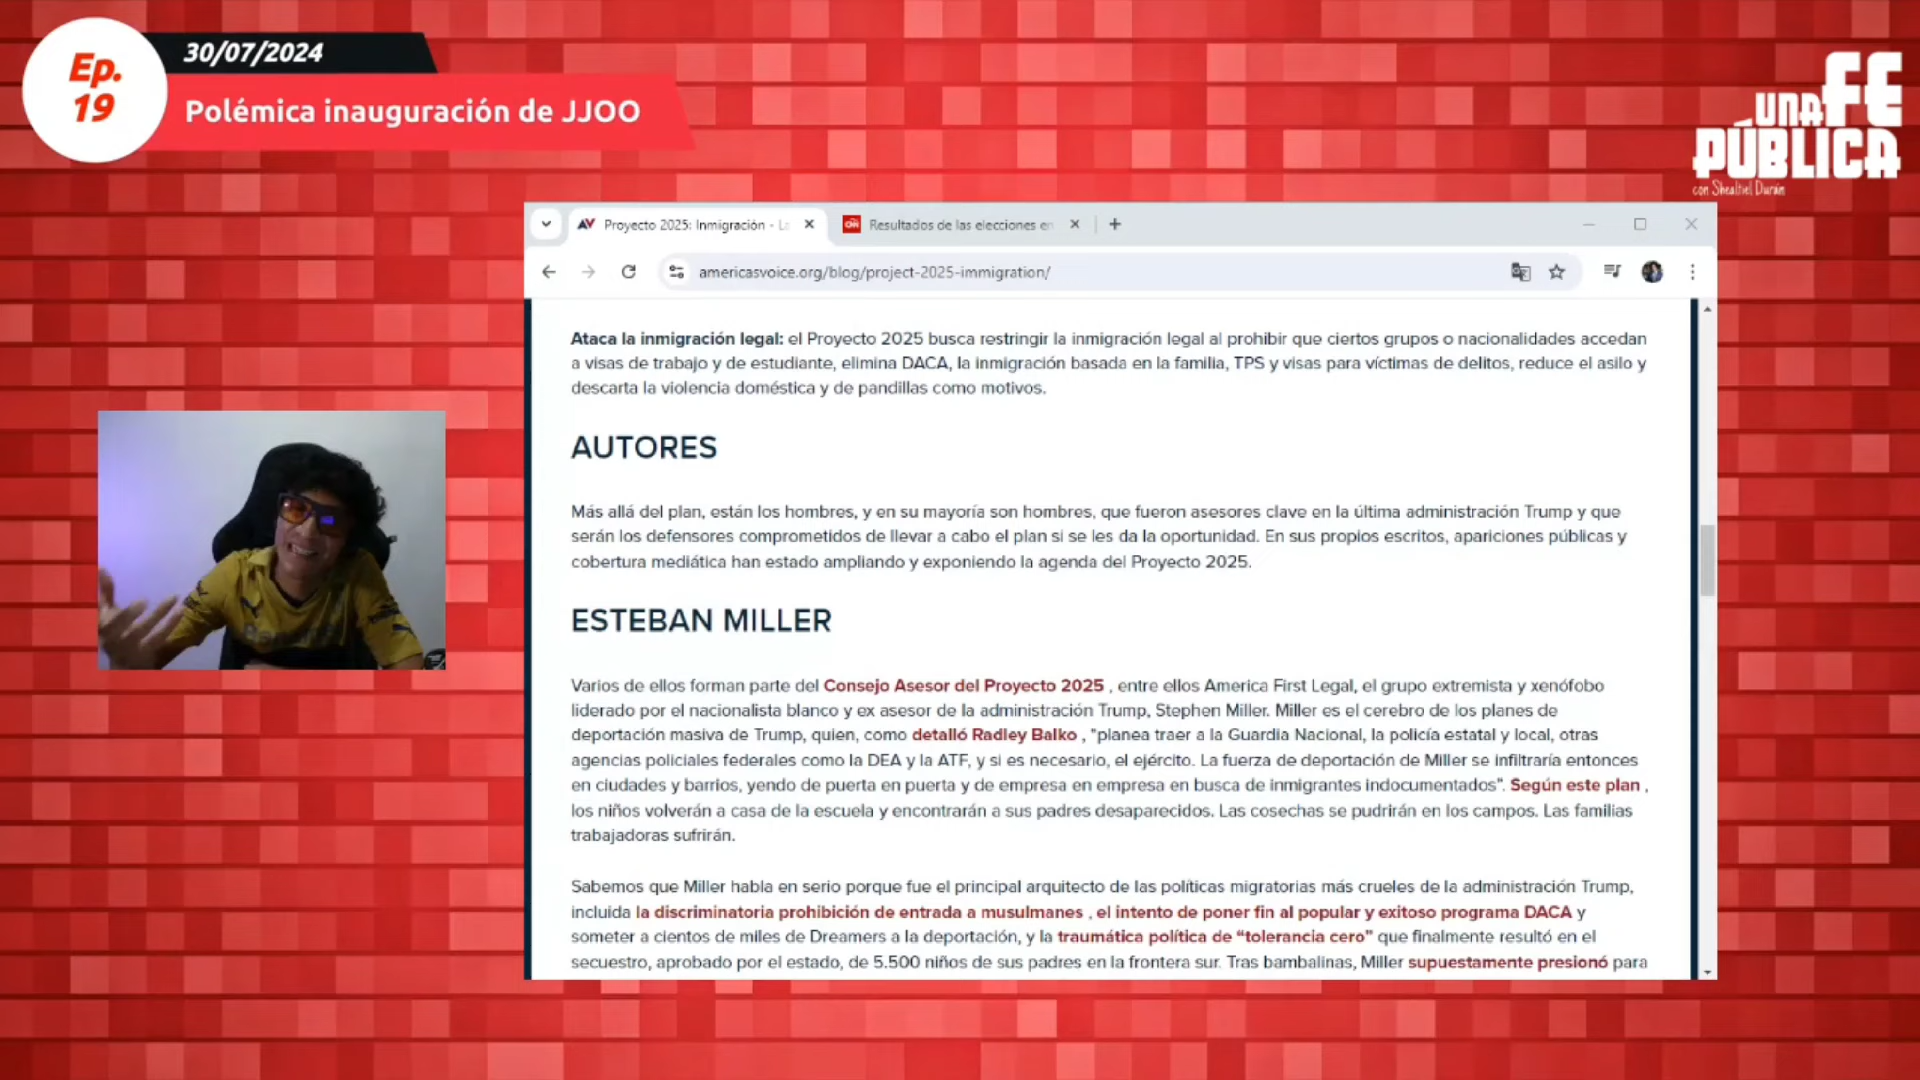 Ep.
19
30/07/2024
Polémica inauguración de JJOO
UNA FE
PÚBLICA
con Shealtiel Durán
Proyecto 2025: Inmigración - La
Resultados de las elecciones en
americasvoice.org/blog/project-2025-immigration/
Ataca la inmigración legal: el Proyecto 2025 busca restringir la inmigración legal al prohibir que ciertos grupos o nacionalidades accedan
a visas de trabajo y de estudiante, elimina DACA, la inmigración basada en la familia, TPS y visas para víctimas de delitos, reduce el asilo y
descarta la violencia doméstica y de pandillas como motivos.
AUTORES
Más allá del plan, están los hombres, y en su mayoría son hombres, que fueron asesores clave en la última administración Trump y que
serán los defensores comprometidos de llevar a cabo el plan si se les da la oportunidad. En sus propios escritos, apariciones públicas y
cobertura mediática han estado ampliando y exponiendo la agenda del Proyecto 2025.
ESTEBAN MILLER
Varios de ellos forman parte del Consejo Asesor del Proyecto 2025 , entre ellos America First Legal, el grupo extremista y xenófobo
liderado por el nacionalista blanco y ex asesor de la administración Trump, Stephen Miller. Miller es el cerebro de los planes de
deportación masiva de Trump, quien, como detalló Radley Balko , "planea traer a la Guardia Nacional, la policía estatal y local, otras
agencias policiales federales como la DEA y la ATF, y si es necesario, el ejército. La fuerza de deportación de Miller se infiltraría entonces
en ciudades y barrios, yendo de puerta en puerta y de empresa en empresa en busca de inmigrantes indocumentados". Según este plan ,
los niños volverán a casa de la escuela y encontrarán a sus padres desaparecidos. Las cosechas se pudrirán en los campos. Las familias
trabajadoras sufrirán.
Sabemos que Miller habla en serio porque fue el principal arquitecto de las políticas migratorias más crueles de la administración Trump,
incluida la discriminatoria prohibición de entrada a musulmanes , el intento de poner fin al popular y exitoso programa DACA y
someter a cientos de miles de Dreamers a la deportación, y la traumática política de “tolerancia cero” que finalmente resultó en el
secuestro, aprobado por el estado, de 5.500 niños de sus padres en la frontera sur. Tras bambalinas, Miller supuestamente presionó para